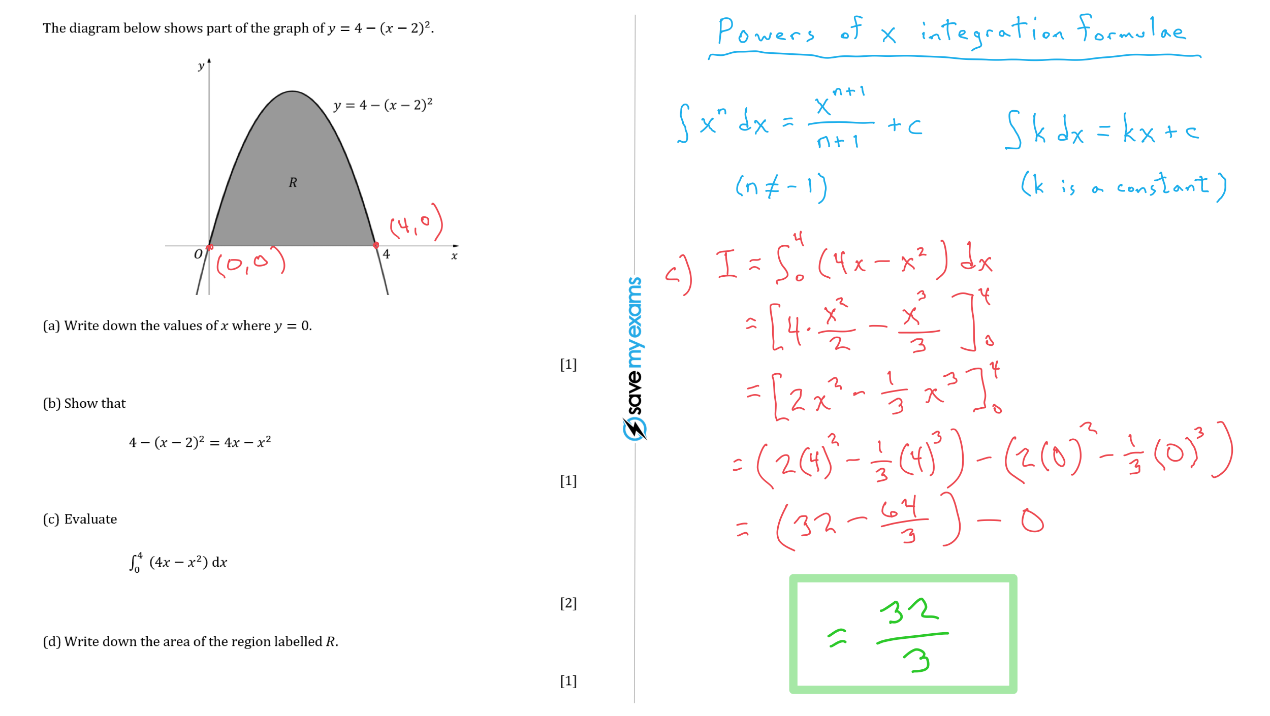 The diagram below shows part of the graph of y = 4 − (x − 2)².
y
y = 4 − (x − 2)²
R
(4,0)
O
(0,0)
4
x
(a) Write down the values of x where y = 0.
[1]
(b) Show that
4 − (x − 2)² = 4x − x²
[1]
(c) Evaluate
∫₀⁴ (4x − x²) dx
[2]
(d) Write down the area of the region labelled R.
[1]
save my exams
Powers of x integration formulae
∫ xⁿ dx = xⁿ⁺¹/(n+1) + c
(n ≠ −1)
∫ k dx = kx + c
(k is a constant)
c) I = ∫₀⁴ (4x − x²) dx
= [4 · x²/2 − x³/3]₀⁴
= [2x² − 1/3 x³]₀⁴
= (2(4)² − 1/3 (4)³) − (2(0)² − 1/3 (0)³)
= (32 − 64/3) − 0
= 32/3